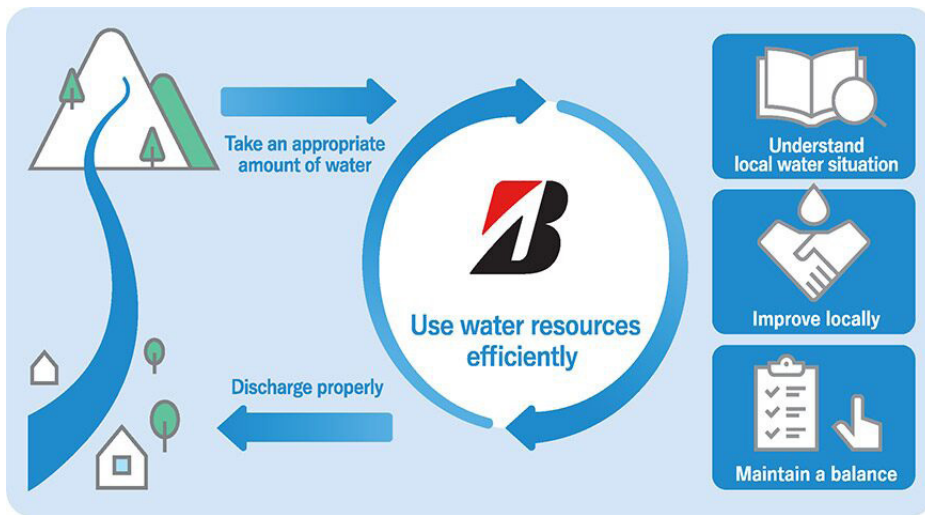 Take an appropriate
amount of water
Use water resources
efficiently
Discharge properly
Understand
local water situation
Improve locally
Maintain a balance